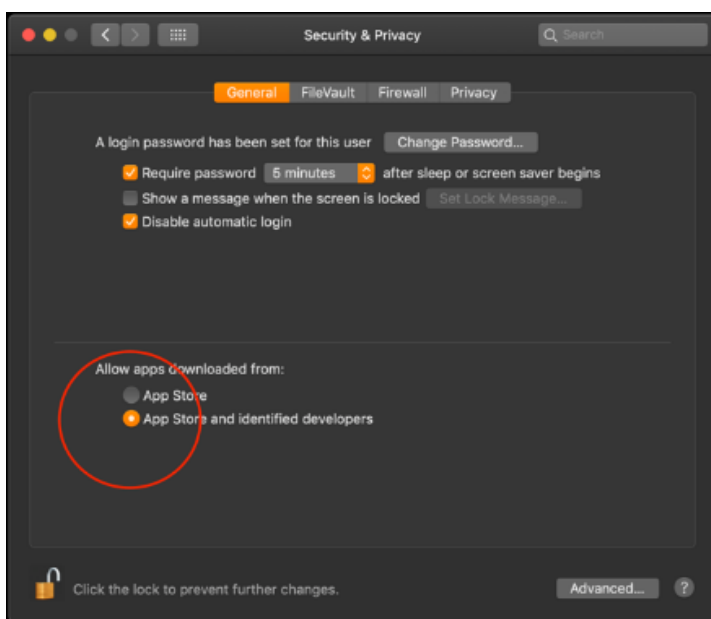 Security & Privacy
Search
General FileVault Firewall Privacy
A login password has been set for this user Change Password...
Require password 5 minutes after sleep or screen saver begins
Show a message when the screen is locked Set Lock Message...
Disable automatic login
Allow apps downloaded from:
App Store
App Store and identified developers
Click the lock to prevent further changes.
Advanced... ?